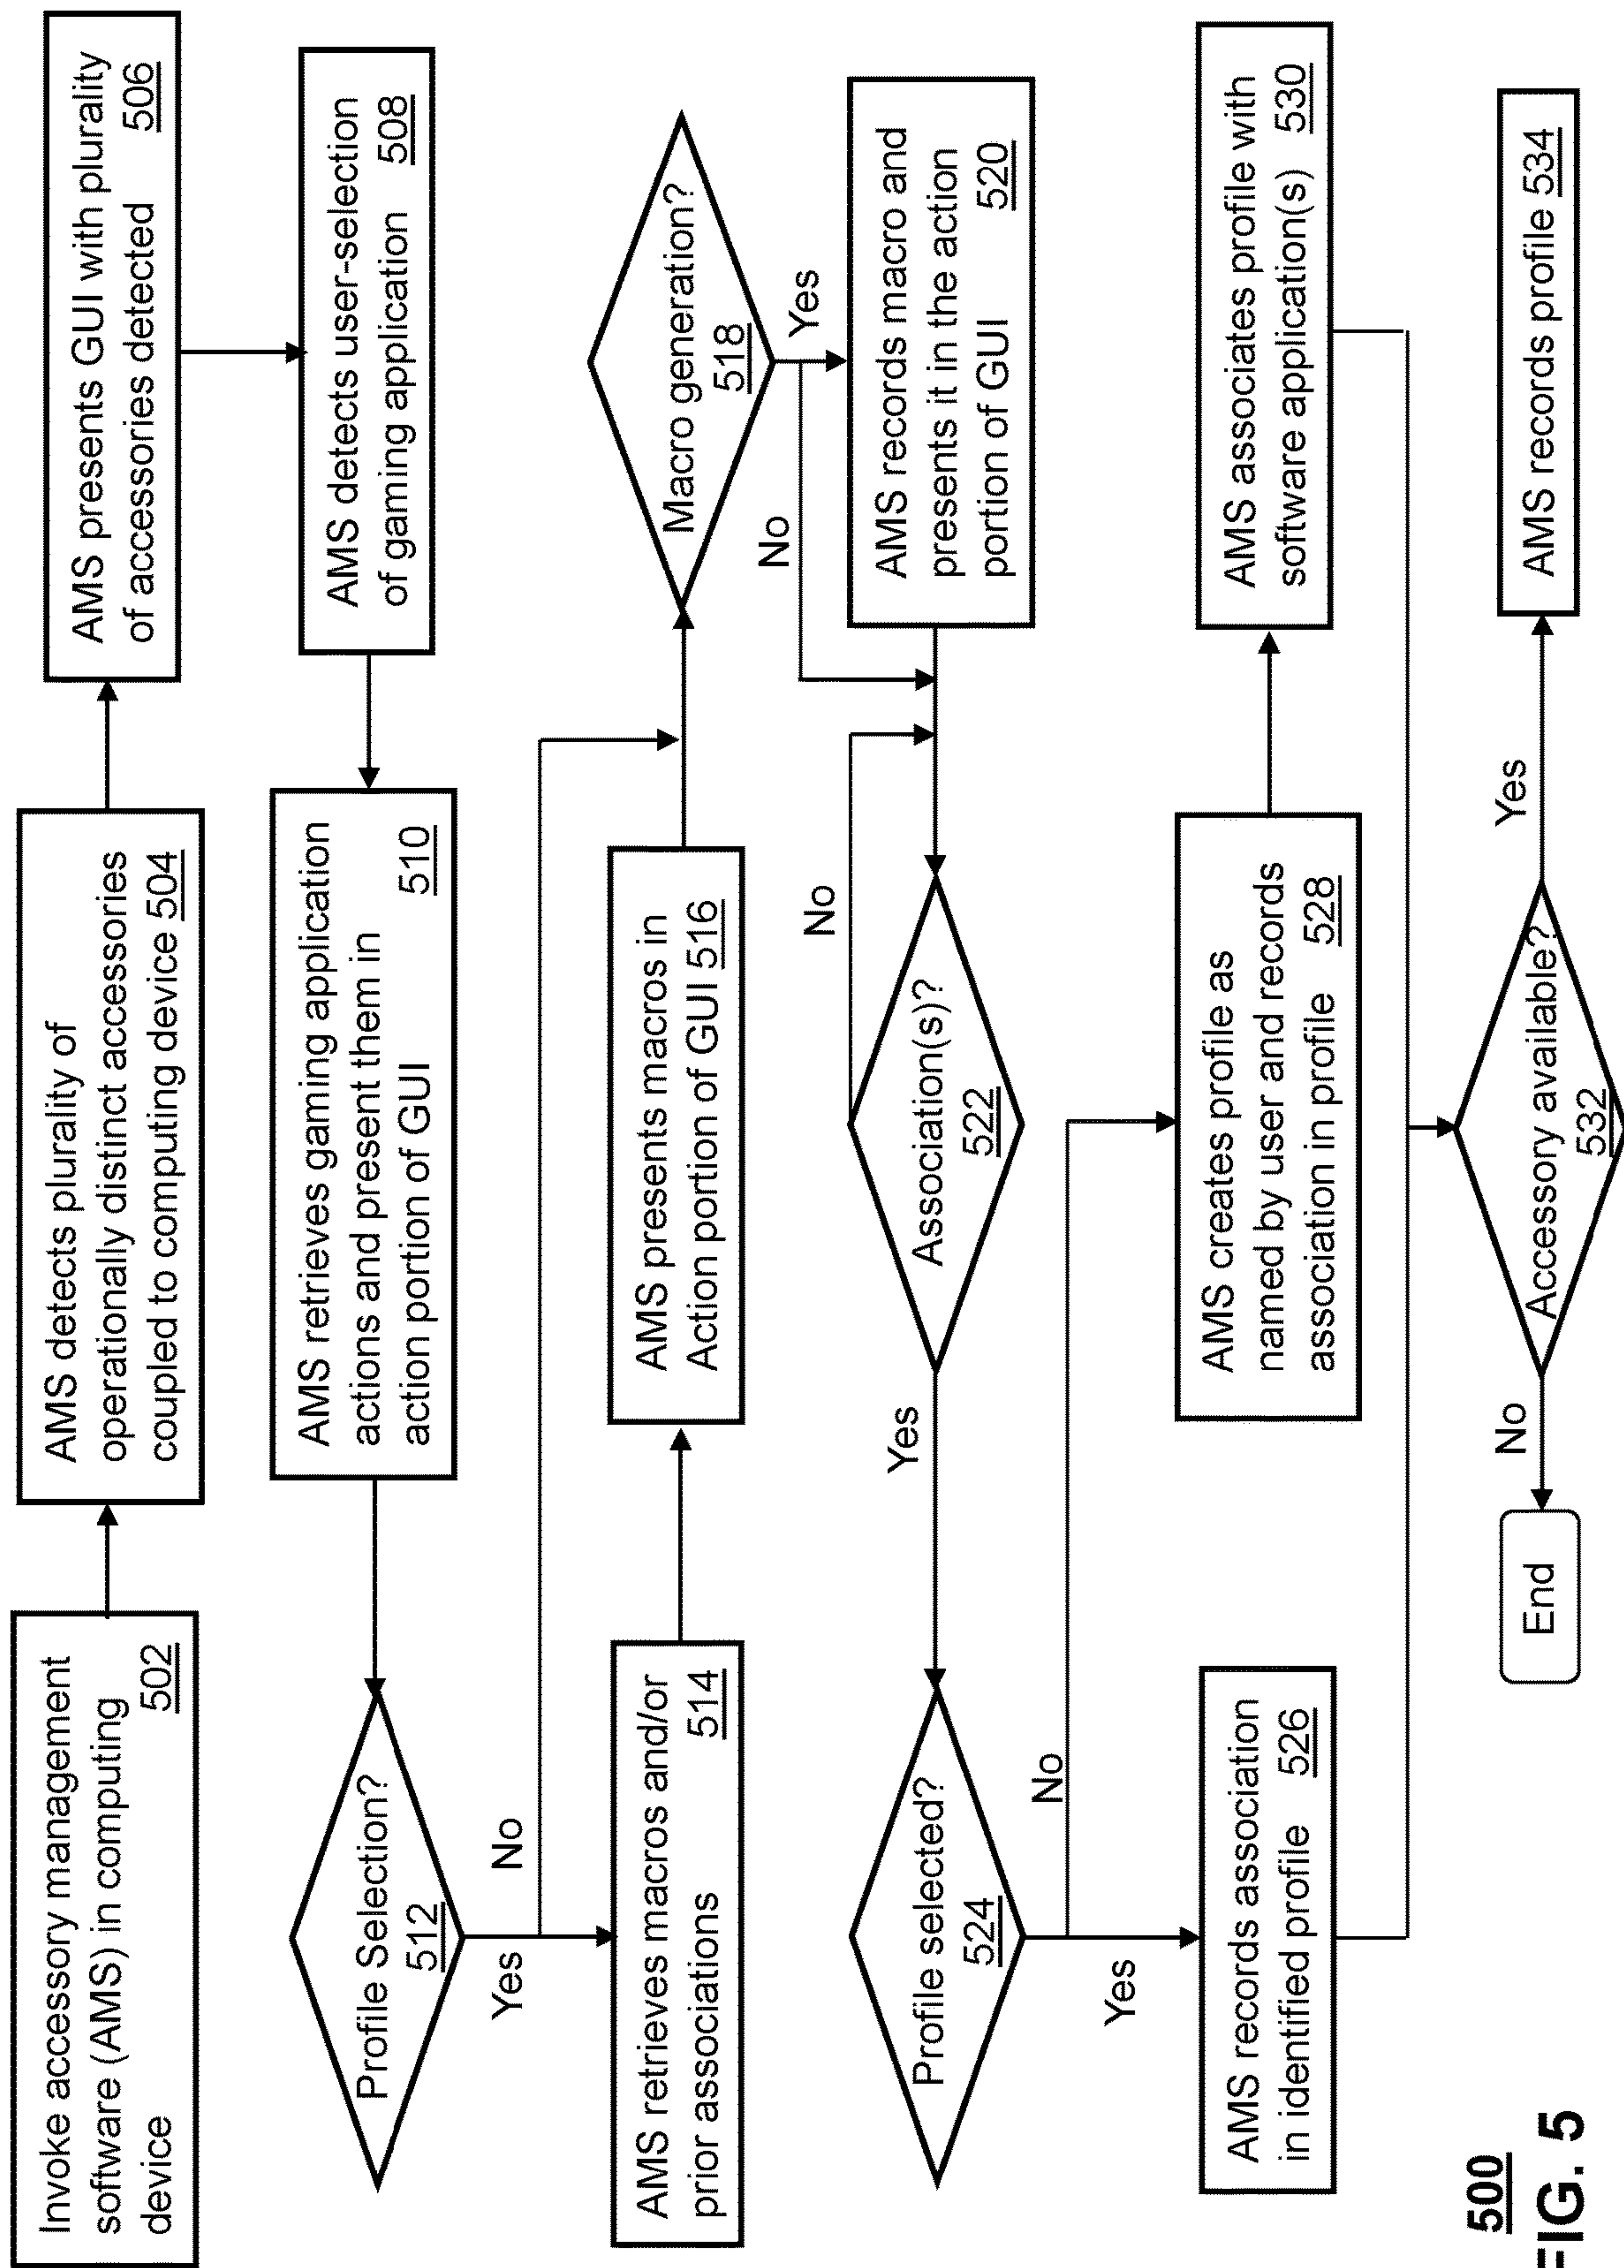 Invoke accessory management
software (AMS) in computing
device 502
AMS detects plurality of
operationally distinct accessories
coupled to computing device 504
AMS presents GUI with plurality
of accessories detected 506
AMS detects user-selection
of gaming application 508
AMS retrieves gaming application
actions and present them in
action portion of GUI 510
Profile Selection?
512
No
Yes
AMS retrieves macros and/or
prior associations 514
AMS presents macros in
Action portion of GUI 516
Macro generation?
518
No
Yes
AMS records macro and
presents it in the action
portion of GUI 520
No
Association(s)?
522
Yes
Profile selected?
524
No
Yes
AMS records association
in identified profile 526
AMS creates profile as
named by user and records
association in profile 528
AMS associates profile with
software application(s) 530
Accessory available?
532
No
End
Yes
AMS records profile 534
500
FIG. 5